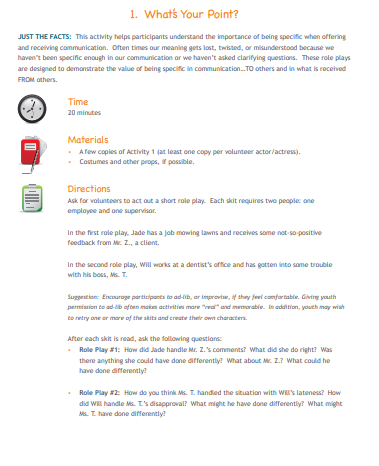 1. What's Your Point?
JUST THE FACTS: This activity helps participants understand the importance of being specific when offering
and receiving communication. Often times our meaning gets lost, twisted, or misunderstood because we
haven't been specific enough in our communication or we haven't asked clarifying questions. These role plays
are designed to demonstrate the value of being specific in communication...TO others and in what is received
FROM others.
Time
20 minutes
Materials
• A few copies of Activity 1 (at least one copy per volunteer actor/actress).
• Costumes and other props, if possible.
Directions
Ask for volunteers to act out a short role play. Each skit requires two people: one
employee and one supervisor.
In the first role play, Jade has a job mowing lawns and receives some not-so-positive
feedback from Mr. Z., a client.
In the second role play, Will works at a dentist's office and has gotten into some trouble
with his boss, Ms. T.
Suggestion: Encourage participants to ad-lib, or improvise, if they feel comfortable. Giving youth
permission to ad-lib often makes activities more "real" and memorable. In addition, youth may wish
to retry one or more of the skits and create their own characters.
After each skit is read, ask the following questions:
• Role Play #1: How did Jade handle Mr. Z.'s comments? What did she do right? Was
there anything she could have done differently? What about Mr. Z.? What could he
have done differently?
• Role Play #2: How do you think Ms. T. handled the situation with Will's lateness? How
did Will handle Ms. T.'s disapproval? What might he have done differently? What might
Ms. T. have done differently?